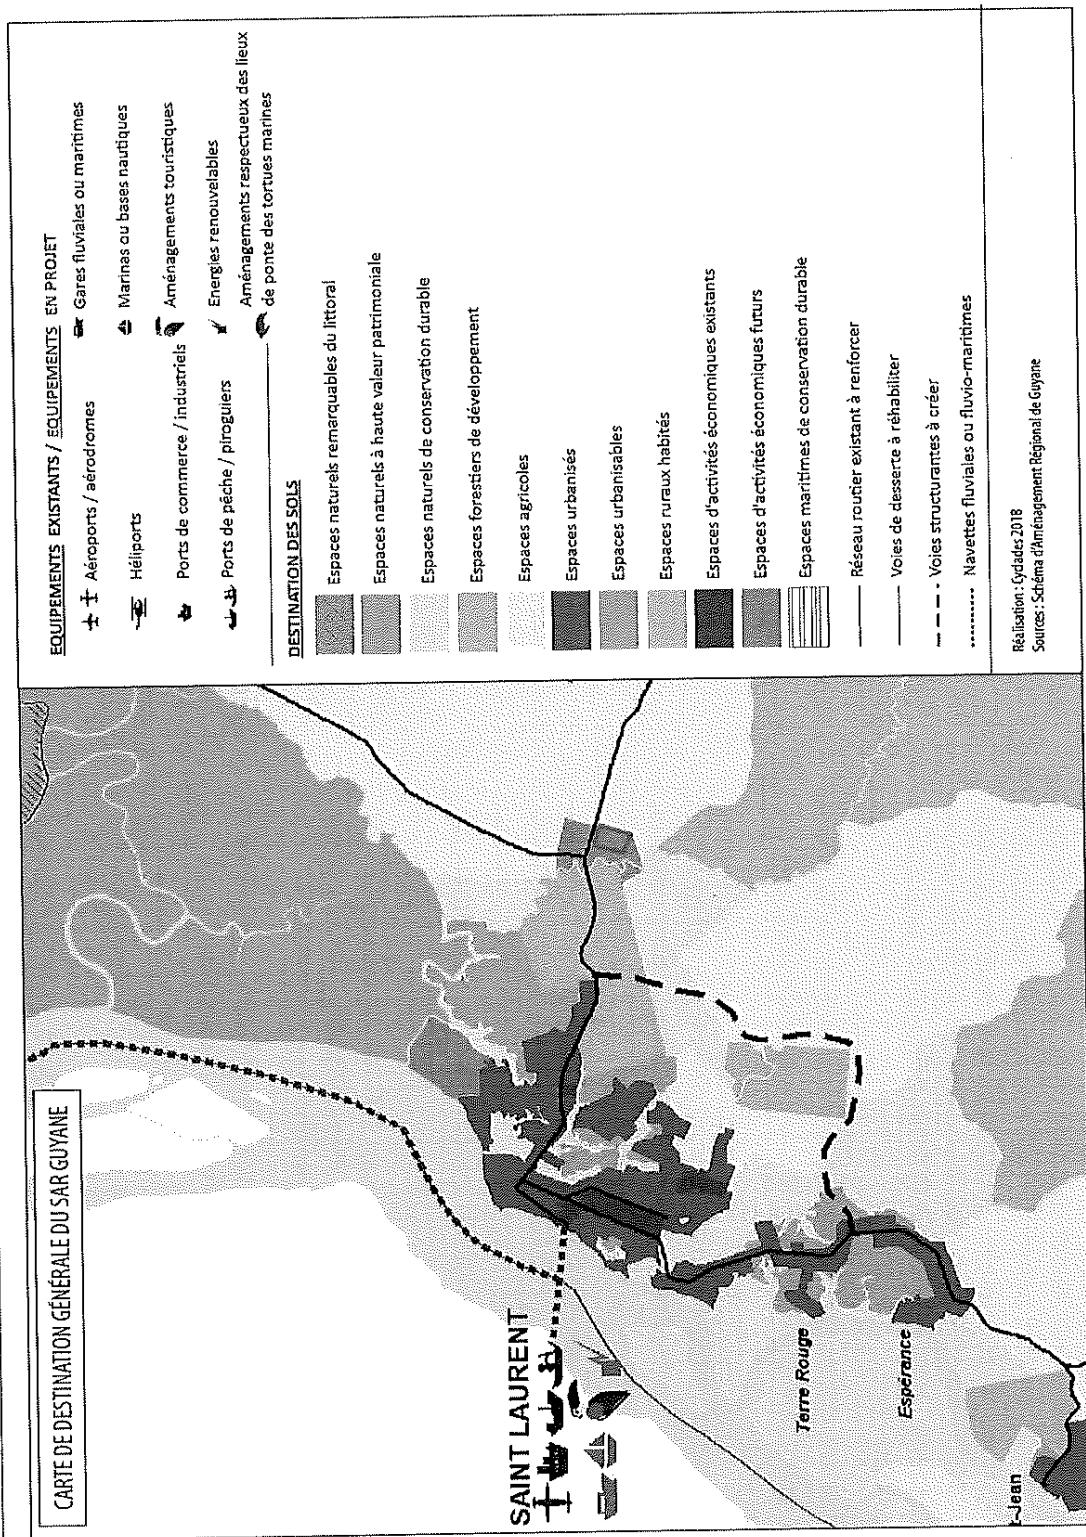 CARTE DE DESTINATION GÉNÉRALE DU SAR GUYANE
SAINT LAURENT
Terre Rouge
Espérance
t-Jean
EQUIPEMENTS EXISTANTS / EQUIPEMENTS EN PROJET
Aéroports / aérodromes
Héliports
Ports de commerce / industriels
Ports de pêche / piroguiers
Gares fluviales ou maritimes
Marinas ou bases nautiques
Aménagements touristiques
Energies renouvelables
Aménagements respectueux des lieux
de ponte des tortues marines
DESTINATION DES SOLS
Espaces naturels remarquables du littoral
Espaces naturels à haute valeur patrimoniale
Espaces naturels de conservation durable
Espaces forestiers de développement
Espaces agricoles
Espaces urbanisés
Espaces urbanisables
Espaces ruraux habités
Espaces d'activités économiques existants
Espaces d'activités économiques futurs
Espaces maritimes de conservation durable
Réseau routier existant à renforcer
Voies de desserte à réhabiliter
Voies structurantes à créer
Navettes fluviales ou fluvio-maritimes
Réalisation : Cyclades 2018
Sources : Schéma d'Aménagement Régional de Guyane